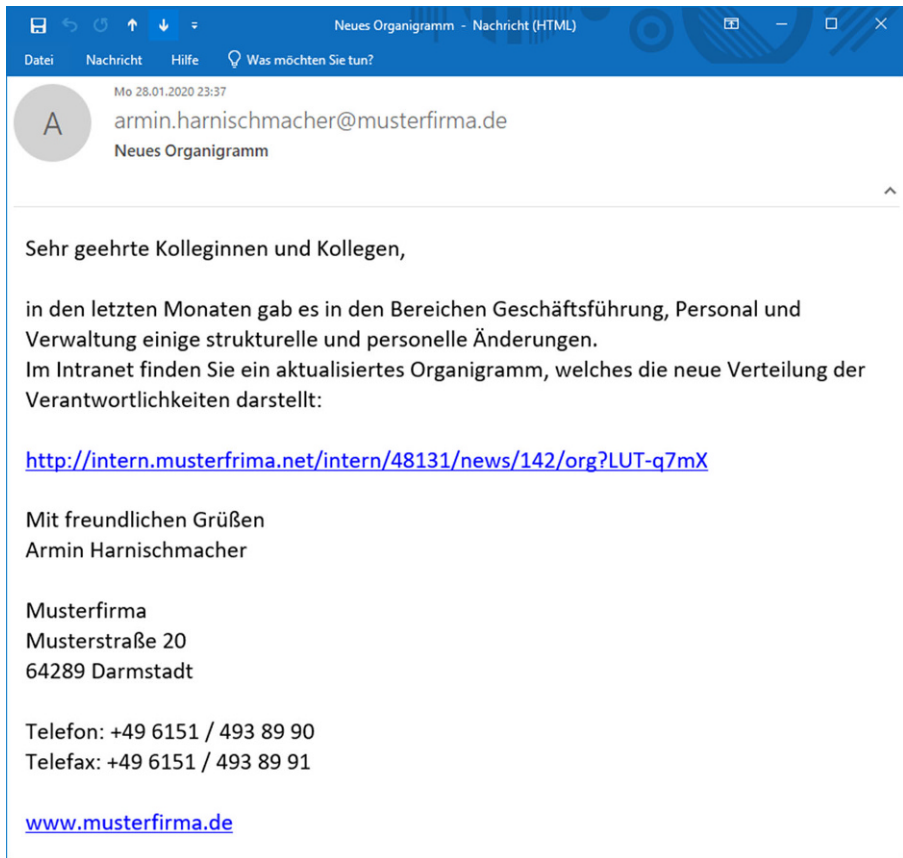 Neues Organigramm - Nachricht (HTML)
Datei Nachricht Hilfe Was möchten Sie tun?
Mo 28.01.2020 23:37
A
armin.harnischmacher@musterfirma.de
Neues Organigramm
Sehr geehrte Kolleginnen und Kollegen,
in den letzten Monaten gab es in den Bereichen Geschäftsführung, Personal und
Verwaltung einige strukturelle und personelle Änderungen.
Im Intranet finden Sie ein aktualisiertes Organigramm, welches die neue Verteilung der
Verantwortlichkeiten darstellt:
http://intern.musterfrima.net/intern/48131/news/142/org?LUT-q7mX
Mit freundlichen Grüßen
Armin Harnischmacher
Musterfirma
Musterstraße 20
64289 Darmstadt
Telefon: +49 6151 / 493 89 90
Telefax: +49 6151 / 493 89 91
www.musterfirma.de